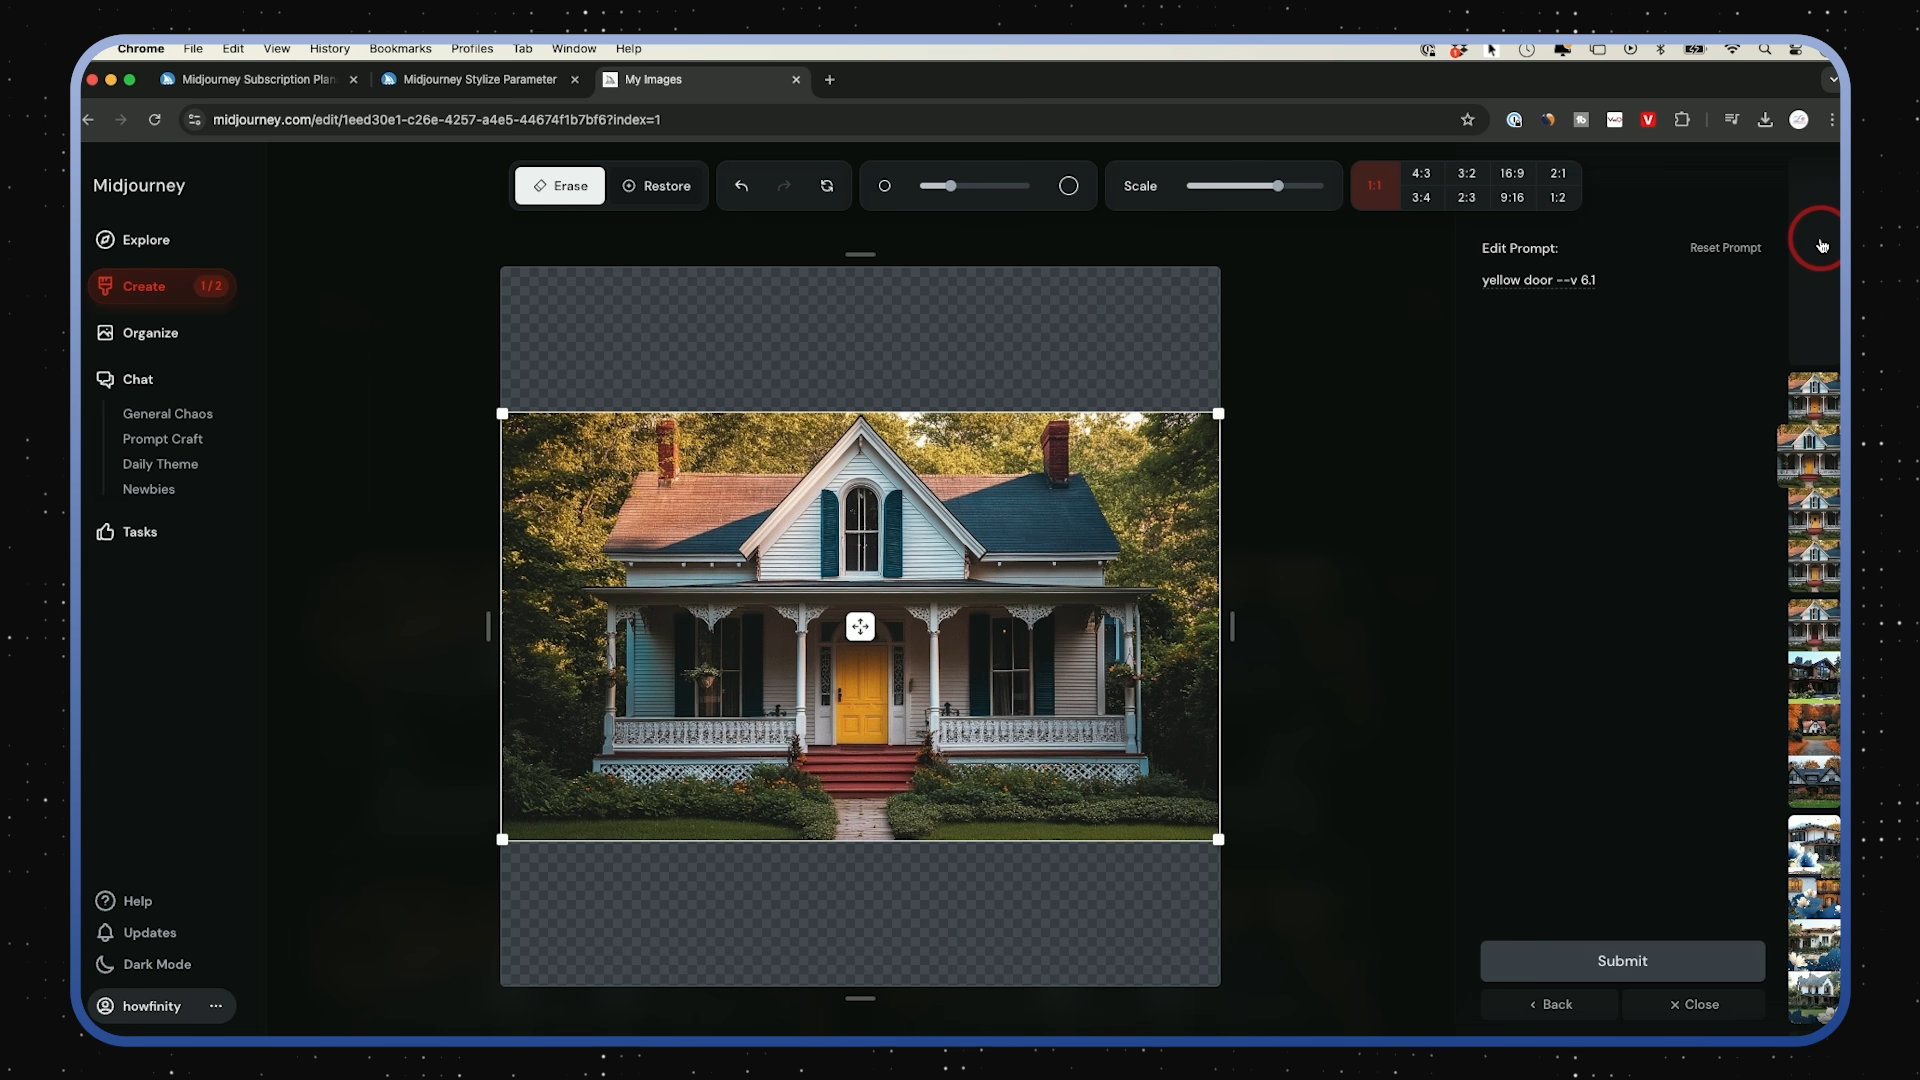 Chrome File Edit View History Bookmarks Profiles Tab Window Help
Midjourney Subscription Plan Midjourney Stylize Parameter My Images
midjourney.com/edit/1eed30e1-c26e-4257-a4e5-44674f1b7bf6?index=1
Midjourney
Erase Restore Scale 1:1 4:3 3:2 16:9 2:1
3:4 2:3 9:16 1:2
Explore
Edit Prompt: Reset Prompt
yellow door --v 6.1
Create 1/2
Organize
Chat
General Chaos
Prompt Craft
Daily Theme
Newbies
Tasks
Help
Updates
Dark Mode
howfinity
Submit
Back Close